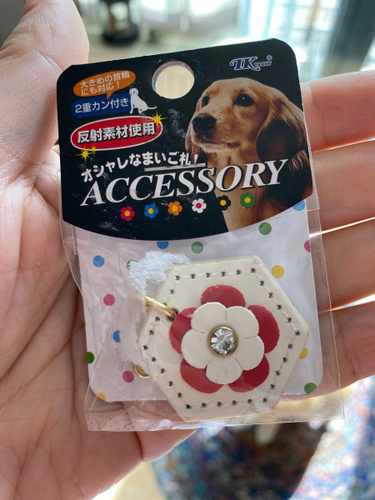 TK
大きめの首輪
にも対応!
2重カン付き
反射素材使用
オシャレなまいご札!
ACCESSORY